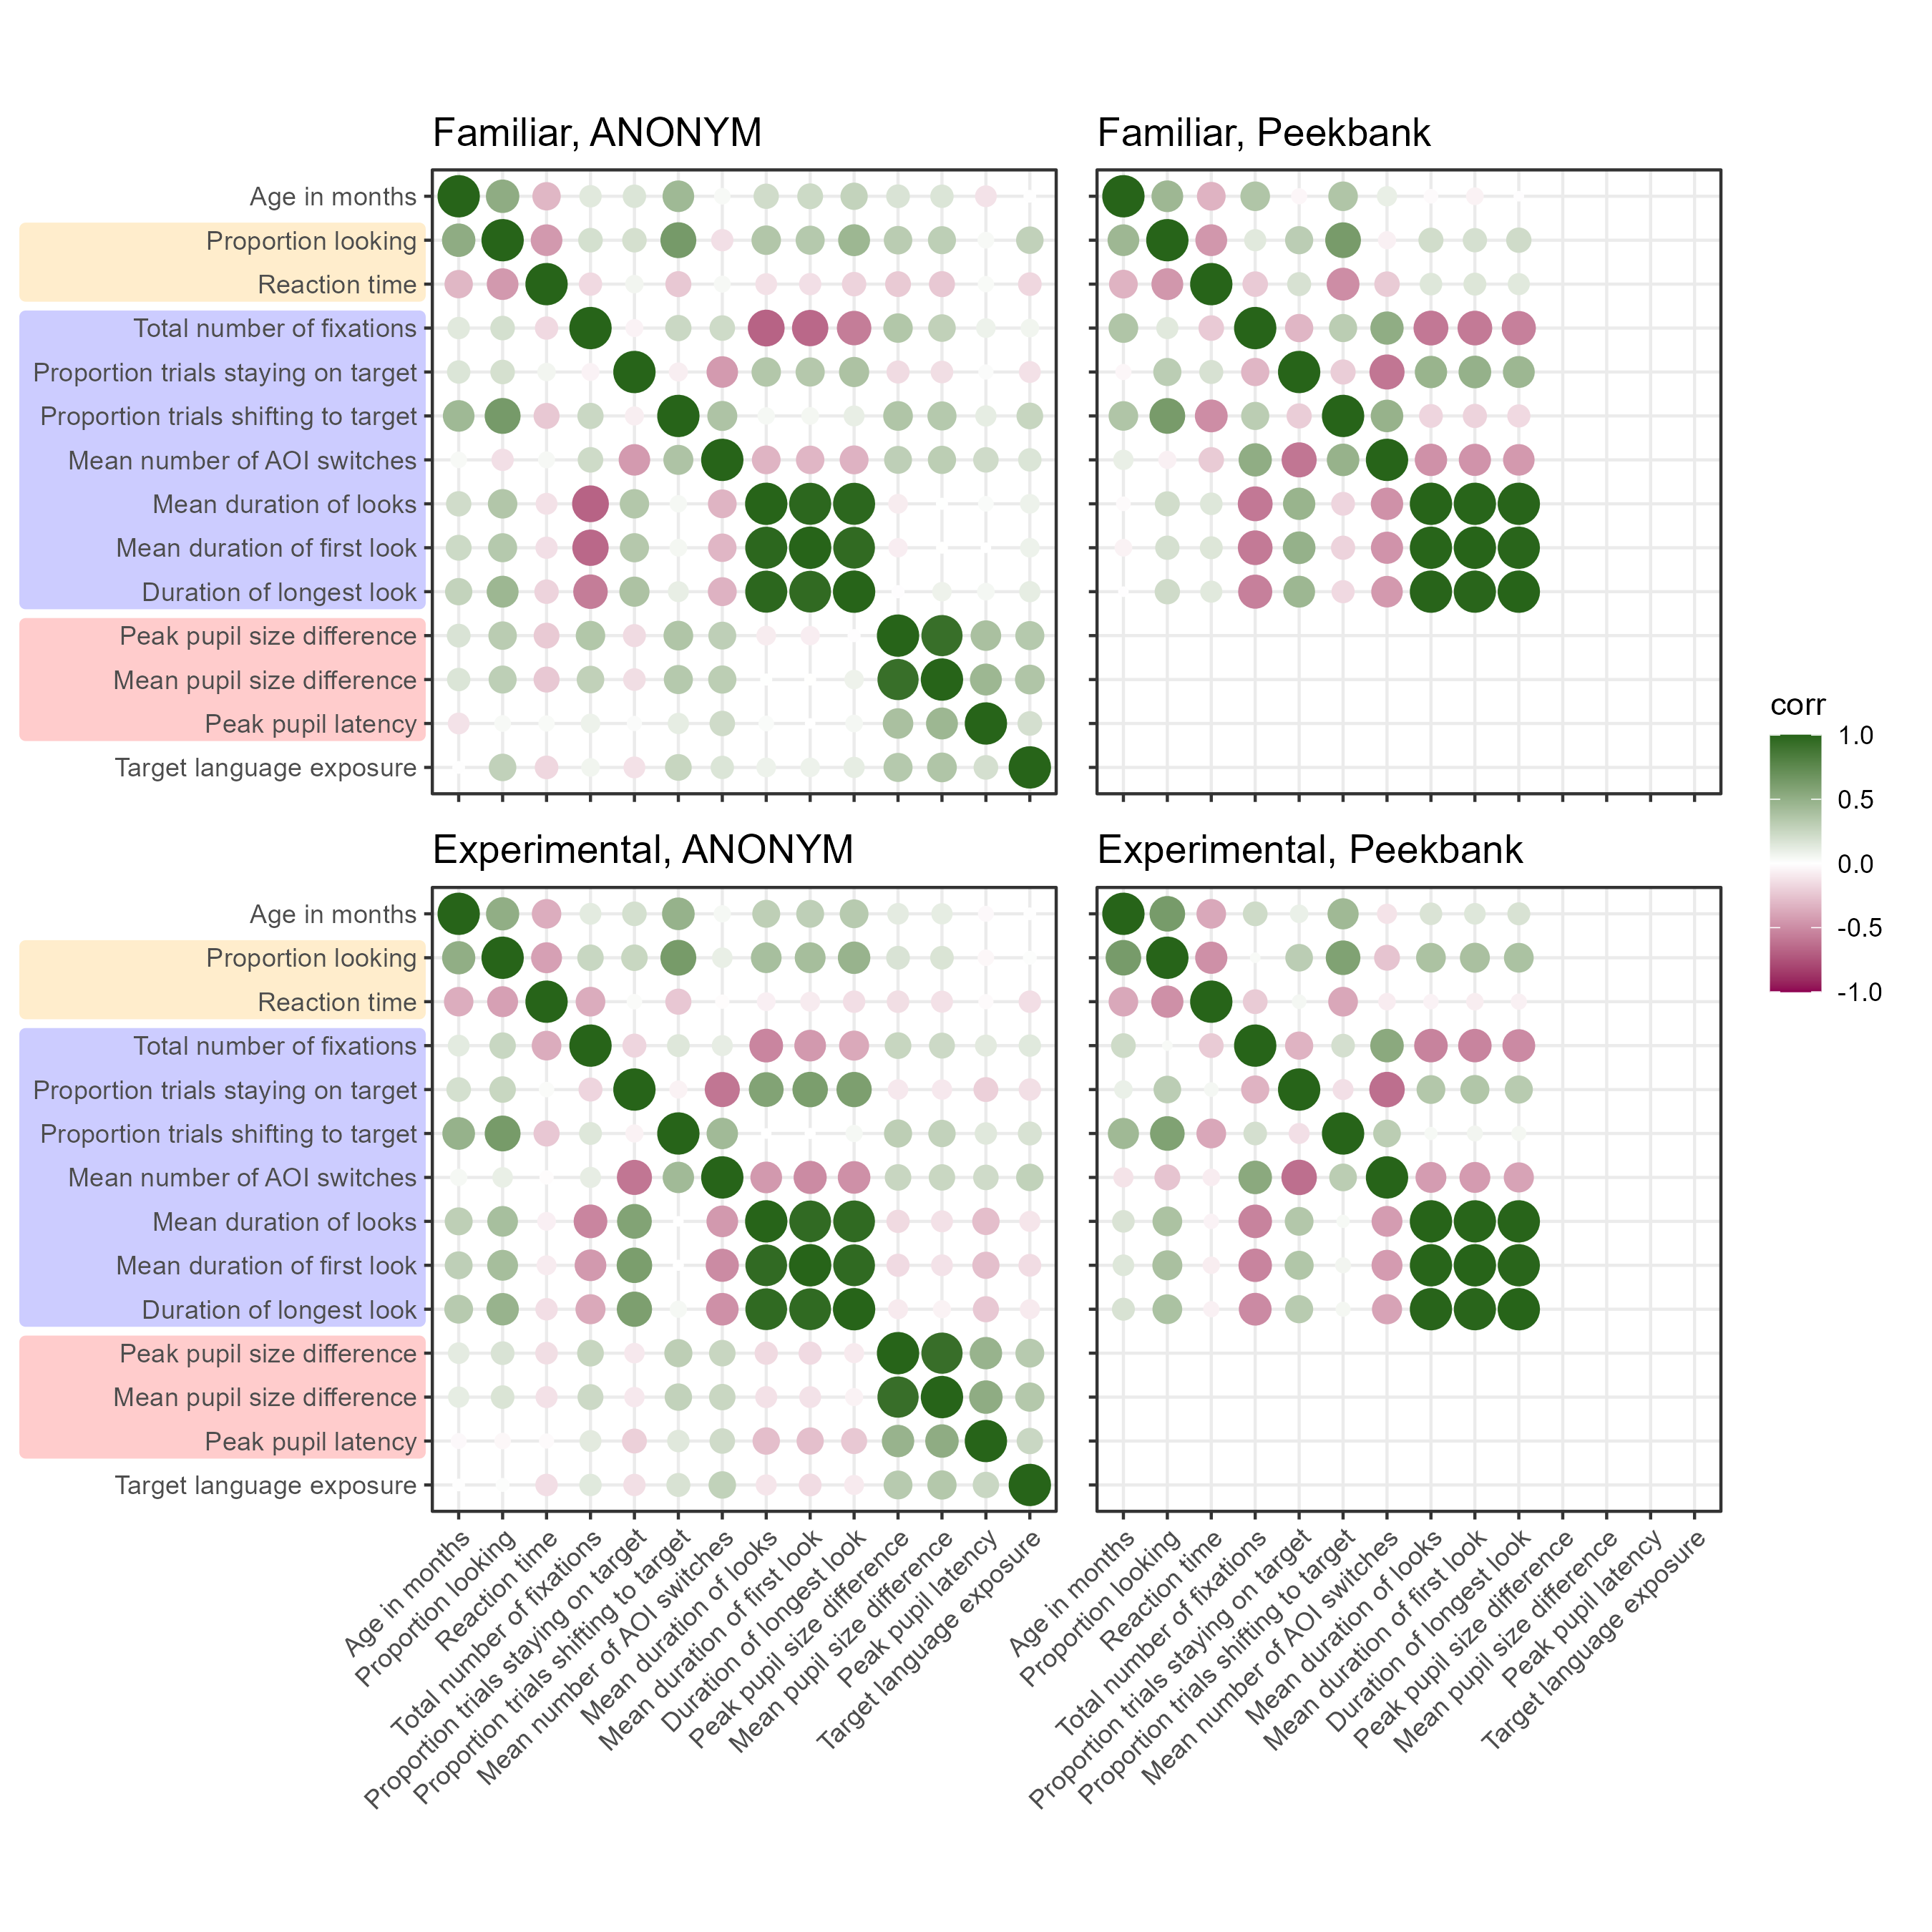 Familiar, ANONYM
Familiar, Peekbank
Age in months
Proportion looking
Reaction time
Total number of fixations
Proportion trials staying on target
Proportion trials shifting to target
Mean number of AOI switches
Mean duration of looks
Mean duration of first look
Duration of longest look
Peak pupil size difference
Mean pupil size difference
Peak pupil latency
Target language exposure
corr
1.0
0.5
0.0
-0.5
-1.0
Experimental, ANONYM
Experimental, Peekbank
Age in months
Proportion looking
Reaction time
Total number of fixations
Proportion trials staying on target
Proportion trials shifting to target
Mean number of AOI switches
Mean duration of looks
Mean duration of first look
Duration of longest look
Peak pupil size difference
Mean pupil size difference
Peak pupil latency
Target language exposure
Age in months
Proportion looking
Reaction time
Total number of fixations
Proportion trials staying on target
Proportion trials shifting to target
Mean number of AOI switches
Mean duration of looks
Mean duration of first look
Duration of longest look
Peak pupil size difference
Mean pupil size difference
Peak pupil latency
Target language exposure
Age in months
Proportion looking
Reaction time
Total number of fixations
Proportion trials staying on target
Proportion trials shifting to target
Mean number of AOI switches
Mean duration of looks
Mean duration of first look
Duration of longest look
Peak pupil size difference
Mean pupil size difference
Peak pupil latency
Target language exposure